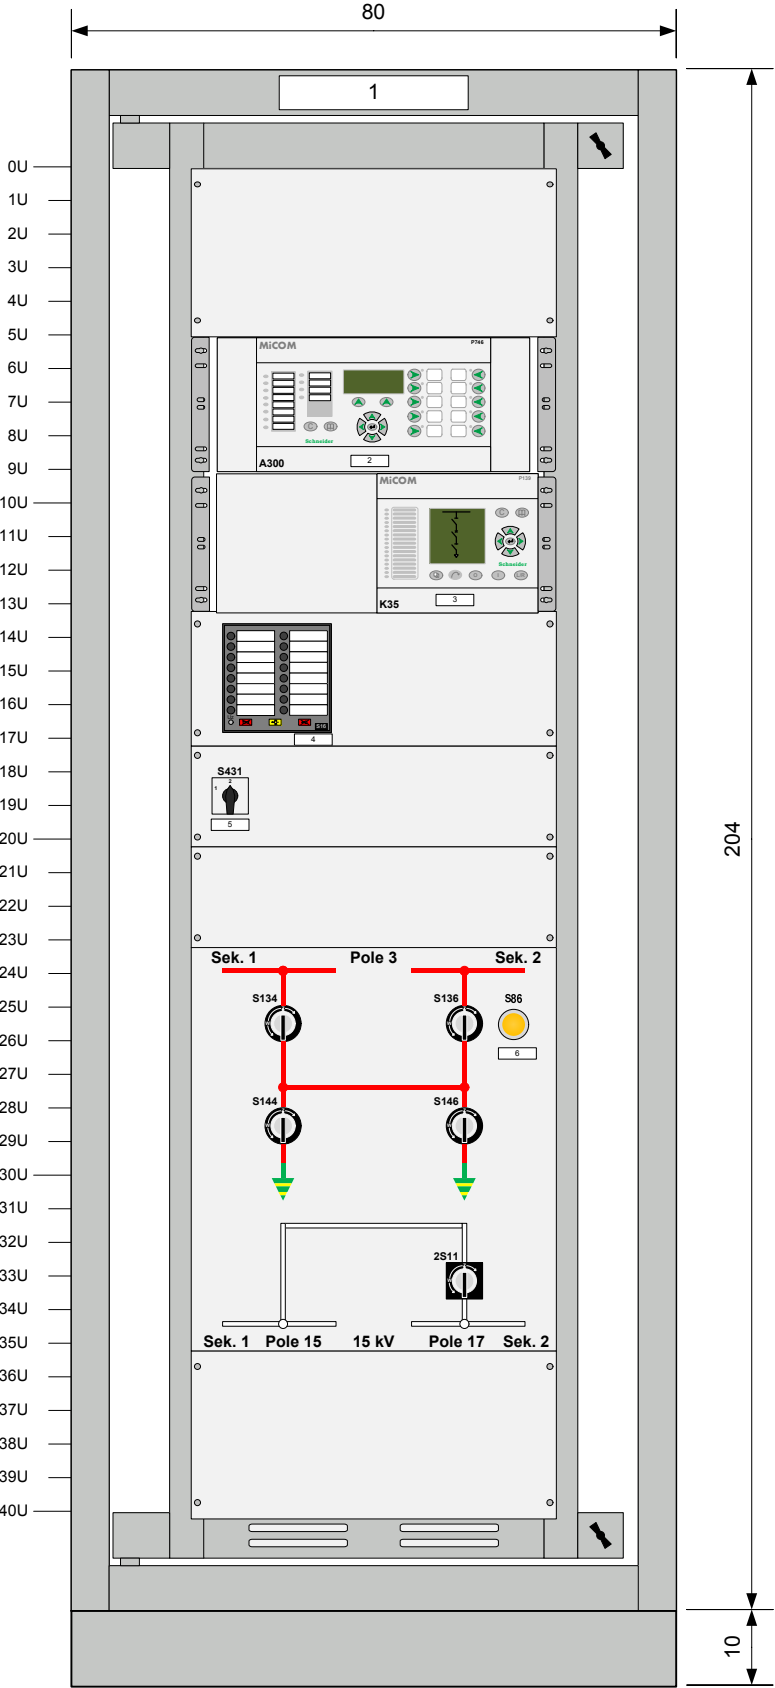 80
1
0U
1U
2U
3U
4U
5U
MiCOM P746
6U
7U
8U
Schneider
A300 2
9U
MiCOM P139
10U
11U
12U
Schneider
13U
K35 3
14U
15U
16U
17U
4
18U
S431
2
1
19U
5
20U
21U
22U
23U
Sek. 1 Pole 3 Sek. 2
24U
S134 S136 S86
25U
26U
6
27U
28U
S144 S146
29U
30U
31U
32U
2S11
33U
34U
35U
Sek. 1 Pole 15 15 kV Pole 17 Sek. 2
36U
37U
38U
39U
40U
204
10